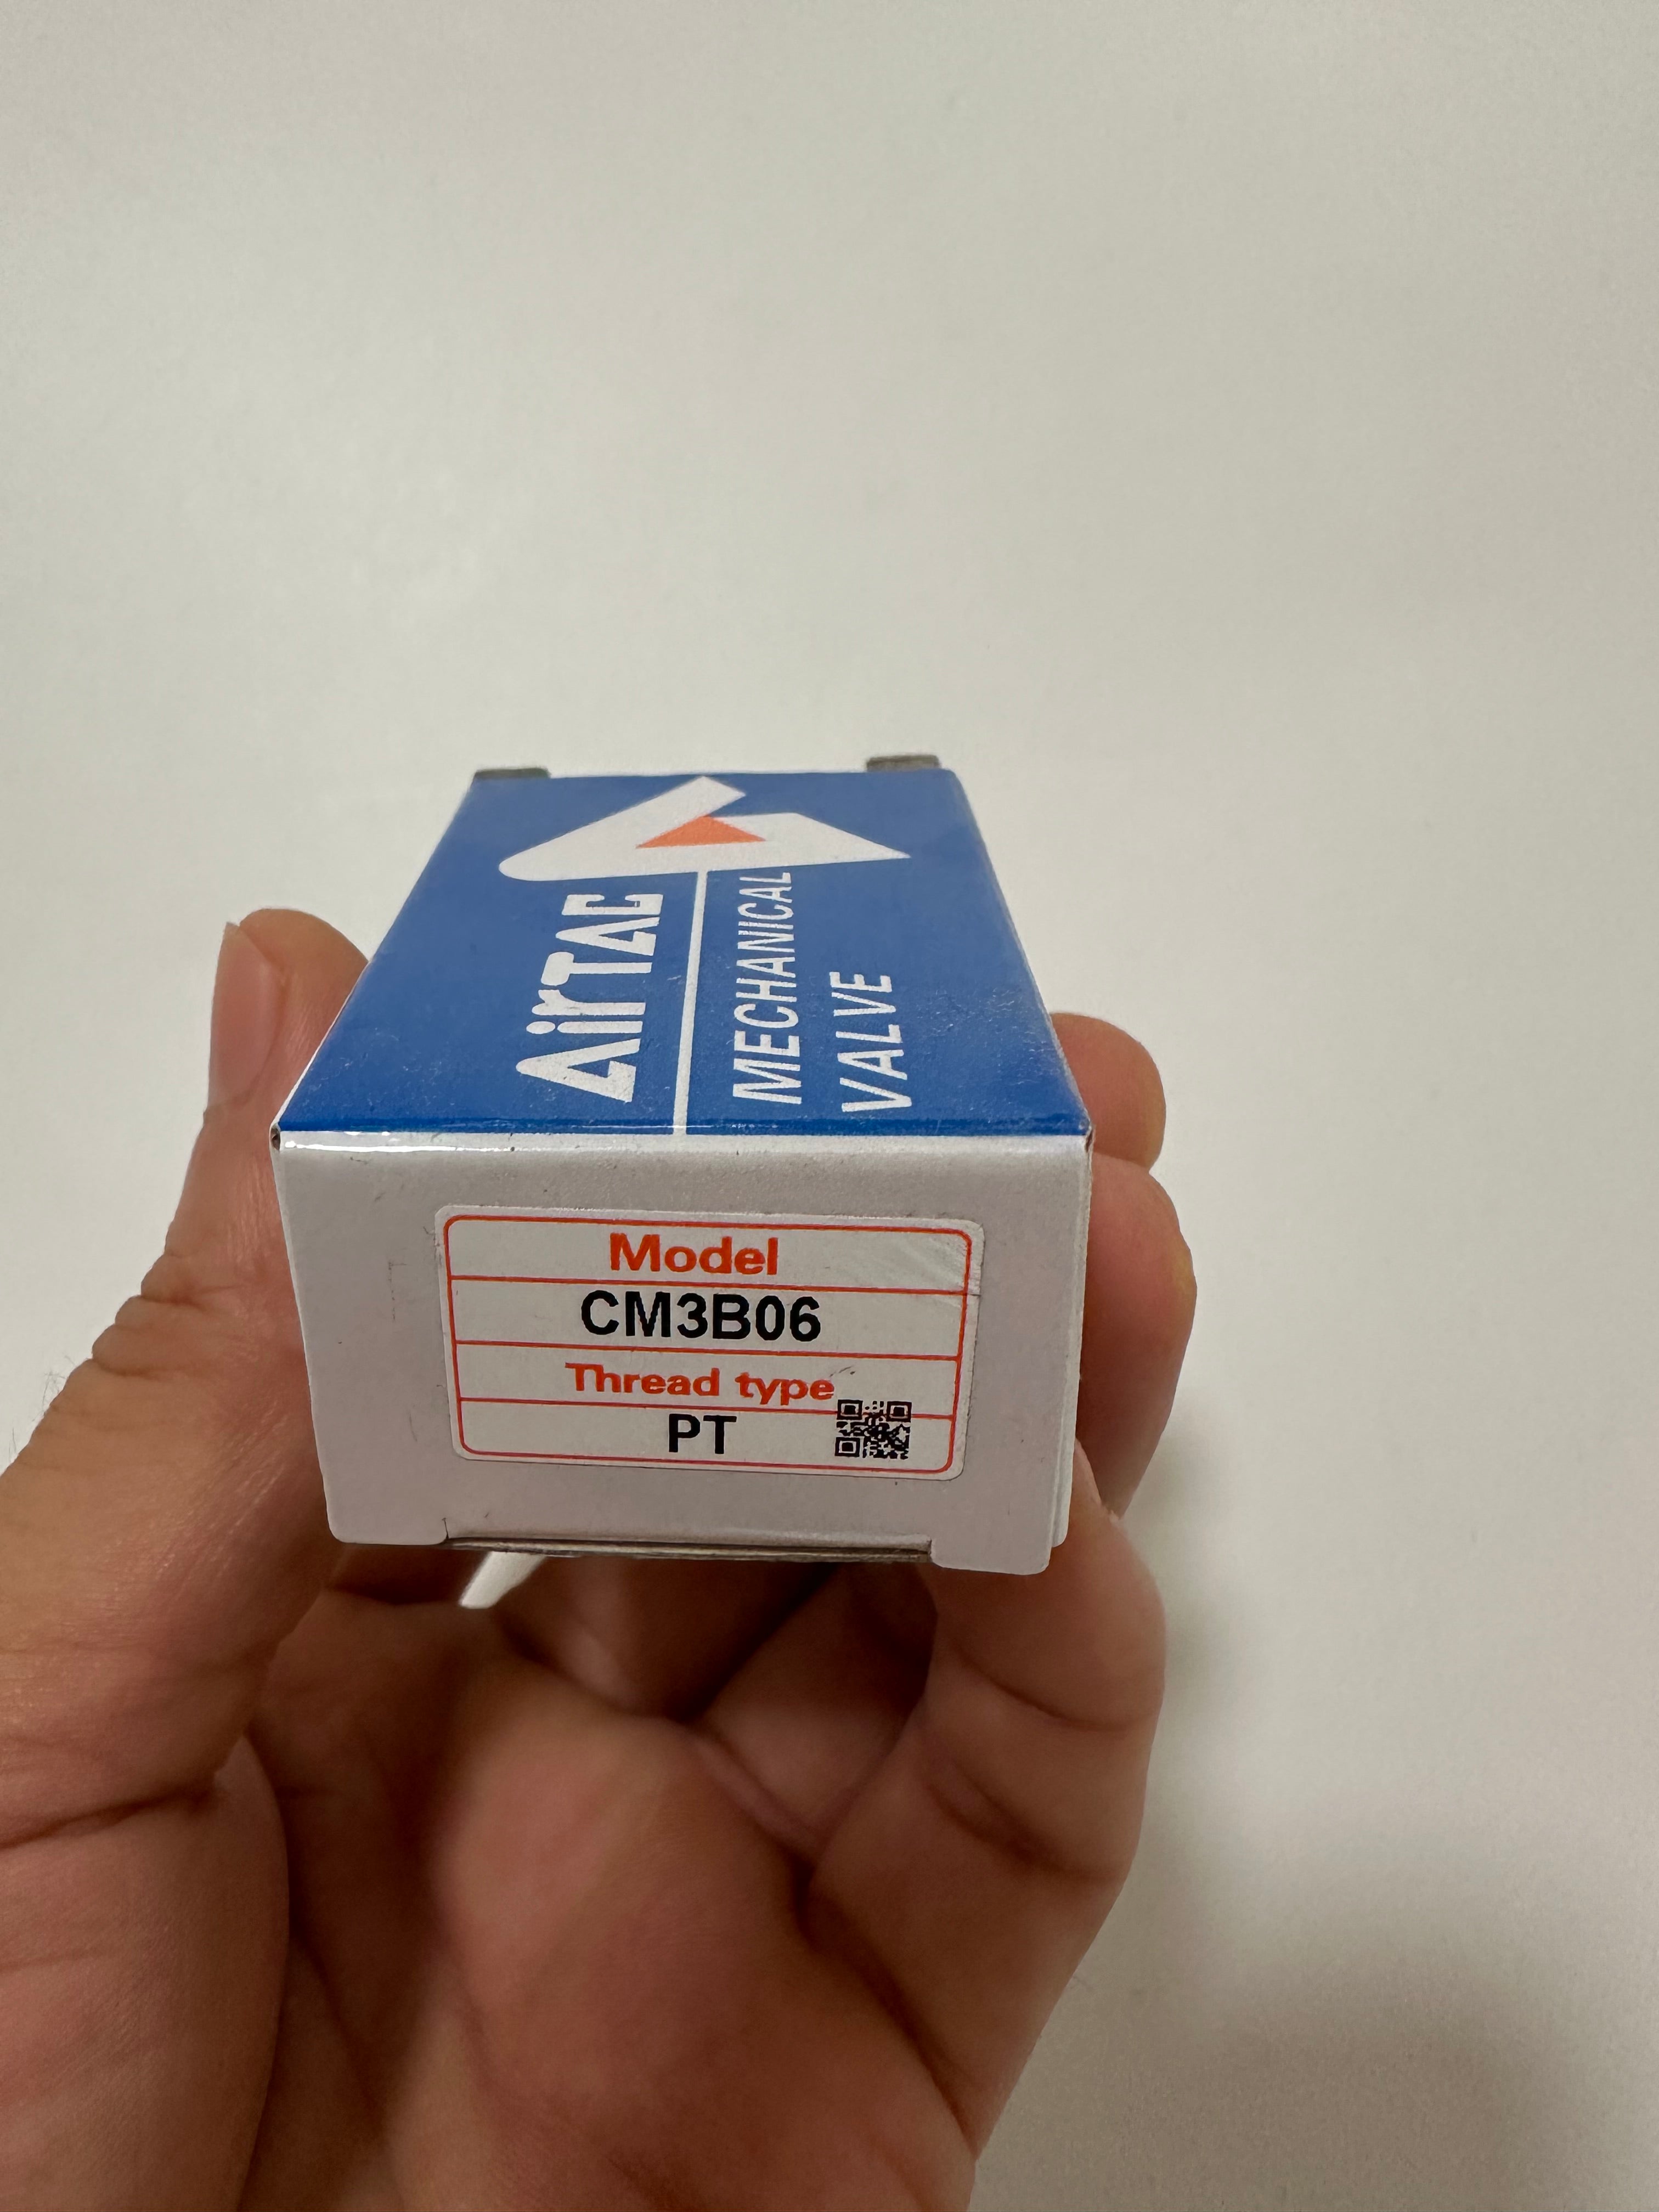 AirTAC
MECHANICAL
VALVE
Model
CM3B06
Thread type
PT